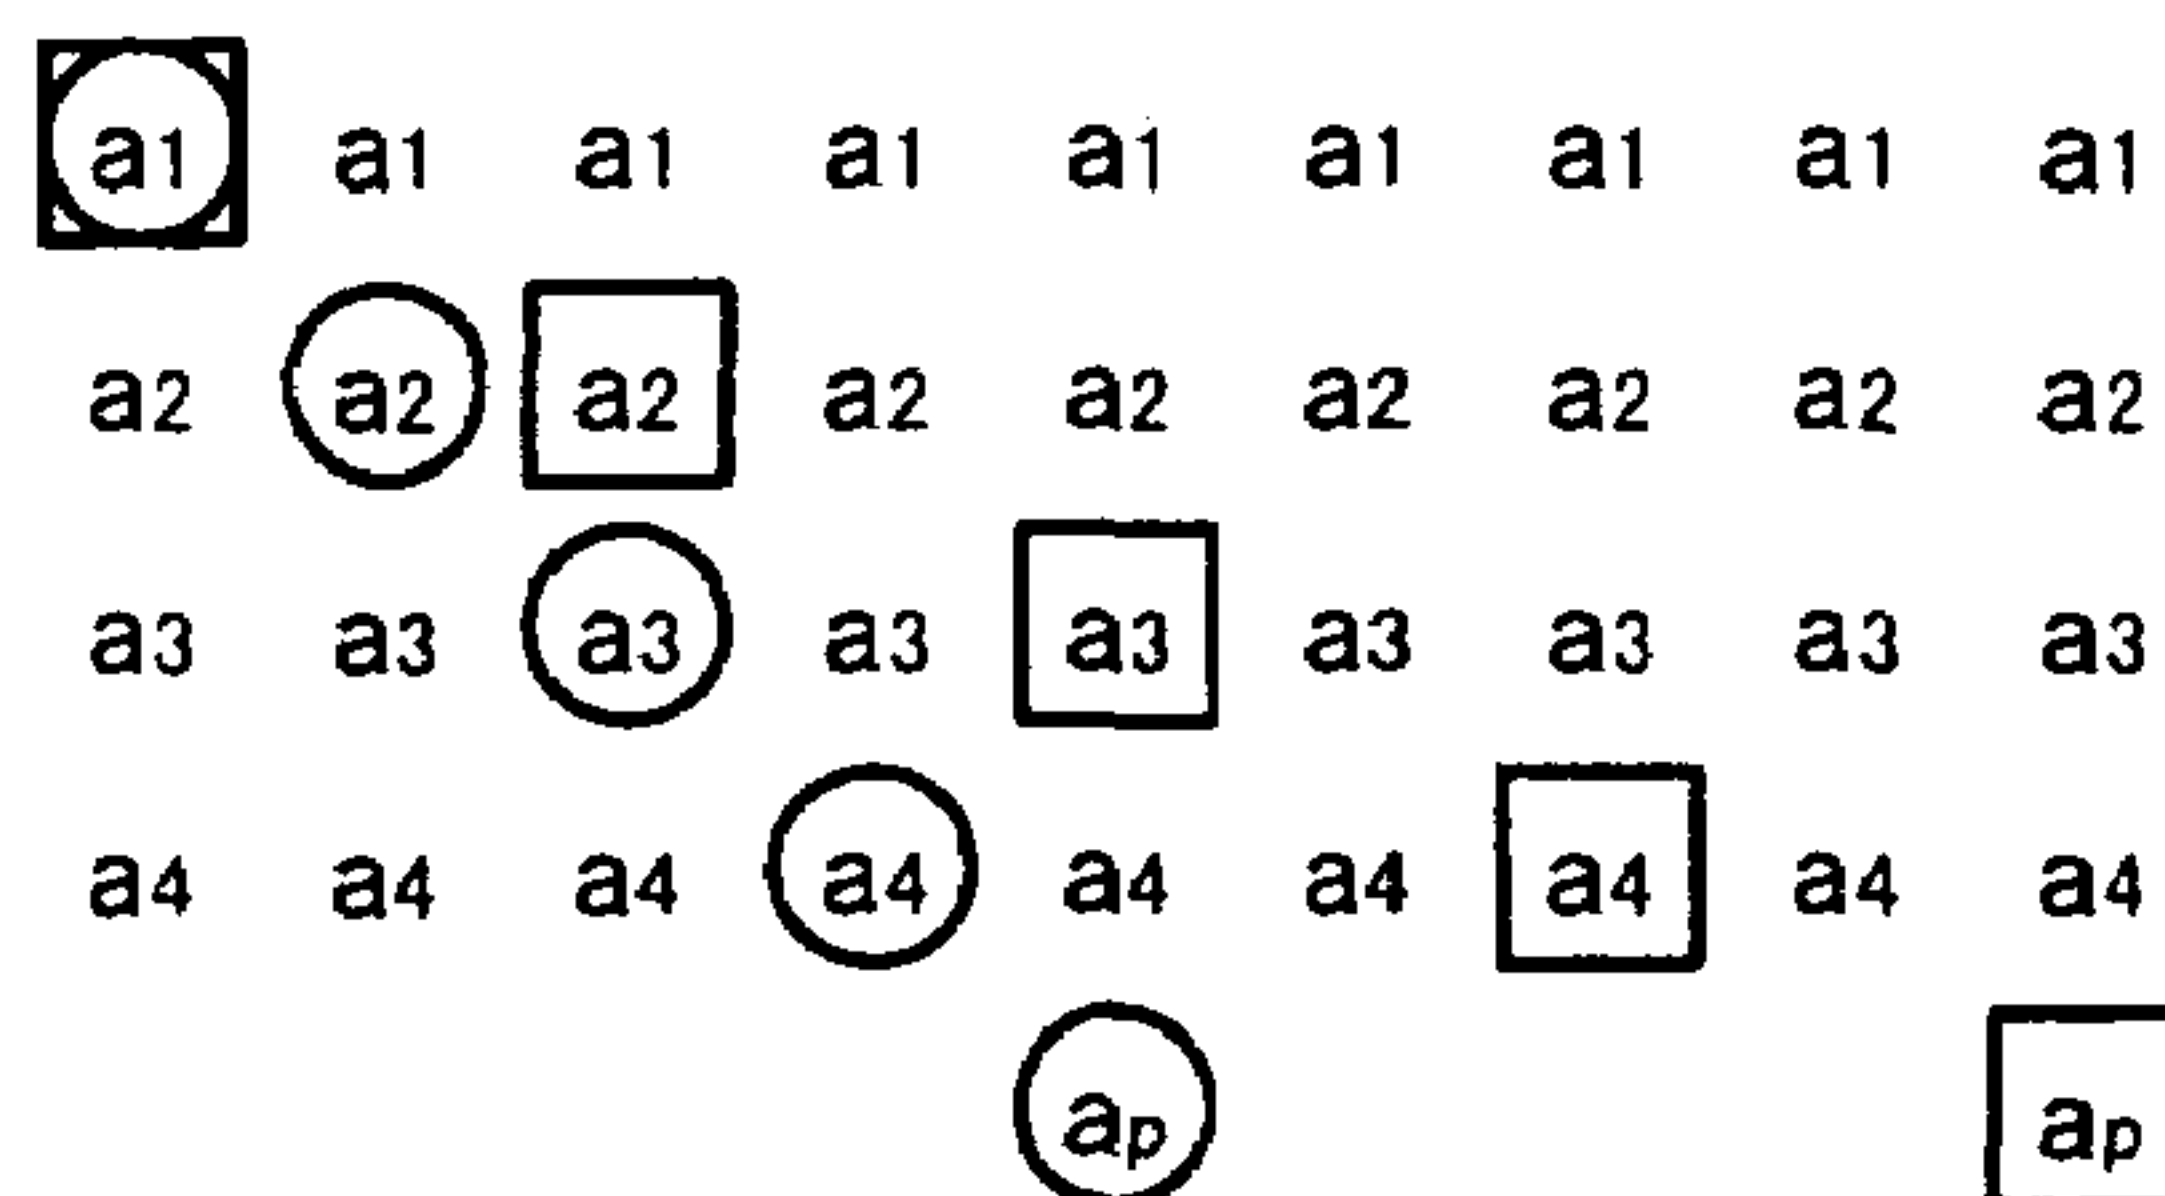 a1 a1 a1 a1 a1 a1 a1 a1 a1
a2 a2 a2 a2 a2 a2 a2 a2 a2
a3 a3 a3 a3 a3 a3 a3 a3 a3
a4 a4 a4 a4 a4 a4 a4 a4 a4
ap ap